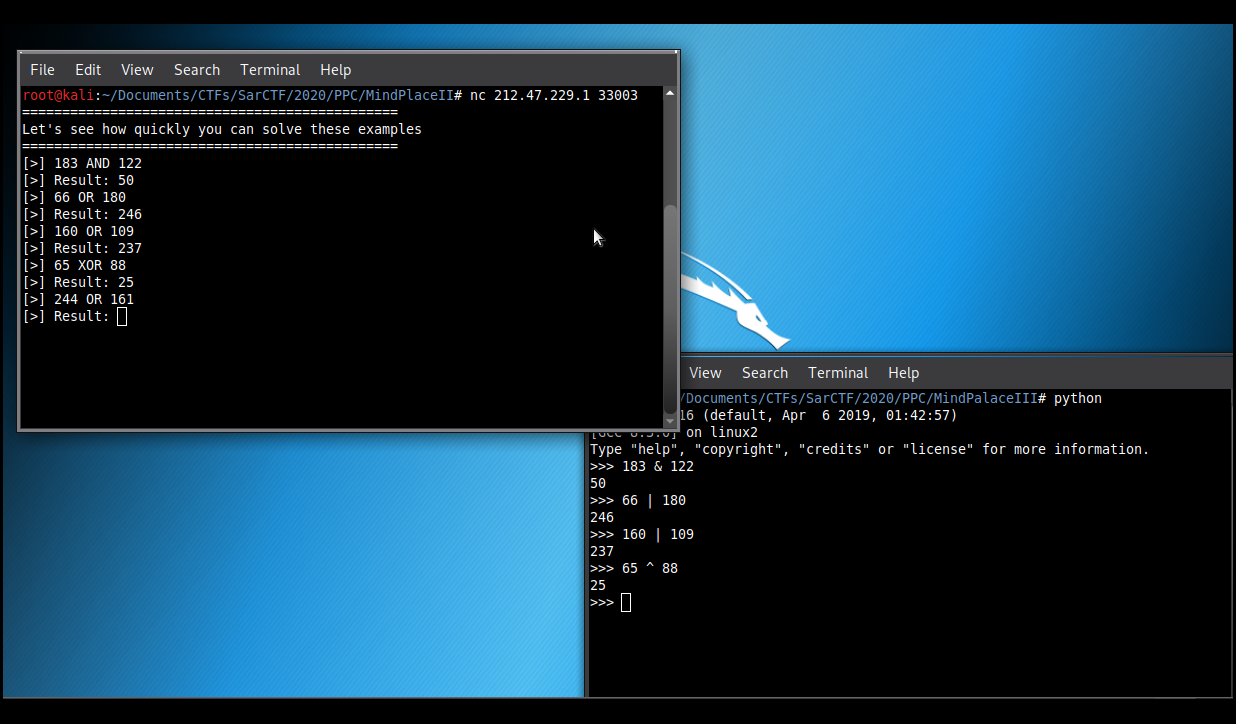 File Edit View Search Terminal Help
root@kali:~/Documents/CTFs/SarCTF/2020/PPC/MindPlaceII# nc 212.47.229.1 33003
===============================================
Let's see how quickly you can solve these examples
===============================================
[>] 183 AND 122
[>] Result: 50
[>] 66 OR 180
[>] Result: 246
[>] 160 OR 109
[>] Result: 237
[>] 65 XOR 88
[>] Result: 25
[>] 244 OR 161
[>] Result:
View Search Terminal Help
/Documents/CTFs/SarCTF/2020/PPC/MindPalaceIII# python
16 (default, Apr  6 2019, 01:42:57)
on linux2
Type "help", "copyright", "credits" or "license" for more information.
>>> 183 & 122
50
>>> 66 | 180
246
>>> 160 | 109
237
>>> 65 ^ 88
25
>>>